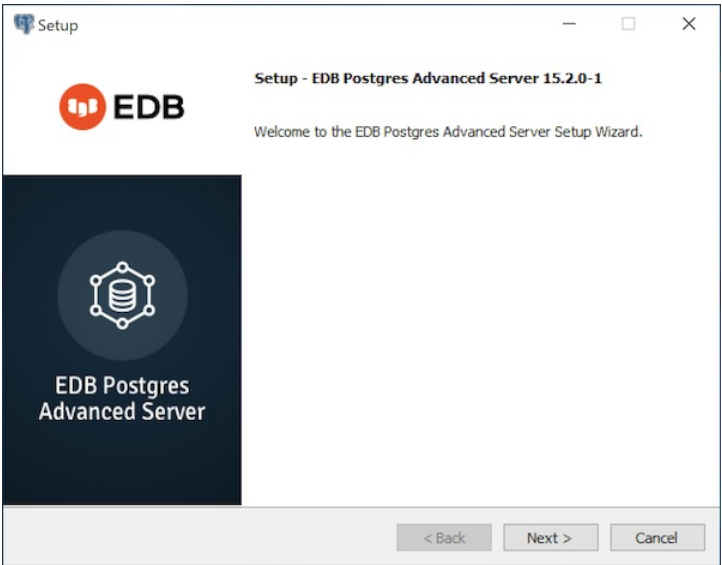 Setup
EDB
Setup - EDB Postgres Advanced Server 15.2.0-1
Welcome to the EDB Postgres Advanced Server Setup Wizard.
EDB Postgres
Advanced Server
< Back
Next >
Cancel